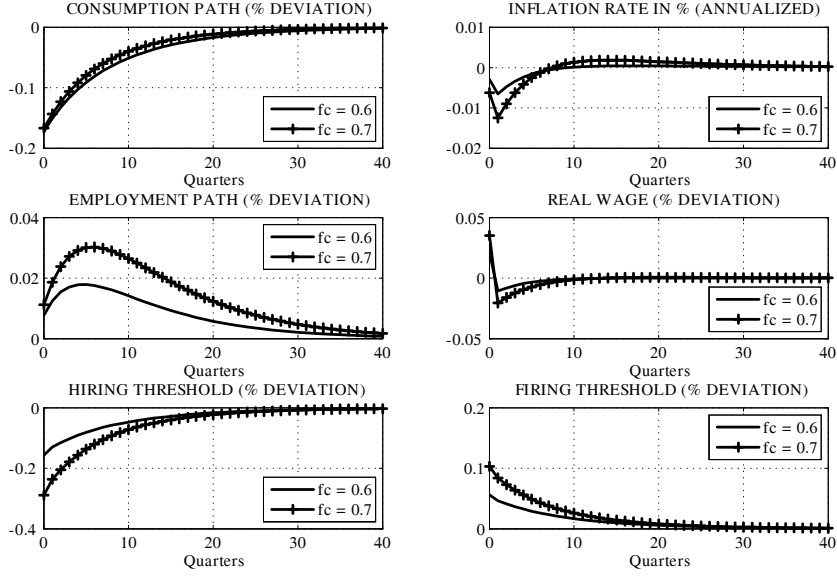 CONSUMPTION PATH (% DEVIATION)
0
-0.1
-0.2
0 10 20 30 40
Quarters
fc = 0.6
fc = 0.7
INFLATION RATE IN % (ANNUALIZED)
0.01
0
-0.01
-0.02
0 10 20 30 40
Quarters
fc = 0.6
fc = 0.7
EMPLOYMENT PATH (% DEVIATION)
0.04
0.02
0
0 10 20 30 40
Quarters
fc = 0.6
fc = 0.7
REAL WAGE (% DEVIATION)
0.05
0
-0.05
0 10 20 30 40
Quarters
fc = 0.6
fc = 0.7
HIRING THRESHOLD (% DEVIATION)
0
-0.2
-0.4
0 10 20 30 40
Quarters
fc = 0.6
fc = 0.7
FIRING THRESHOLD (% DEVIATION)
0.2
0.1
0
0 10 20 30 40
Quarters
fc = 0.6
fc = 0.7